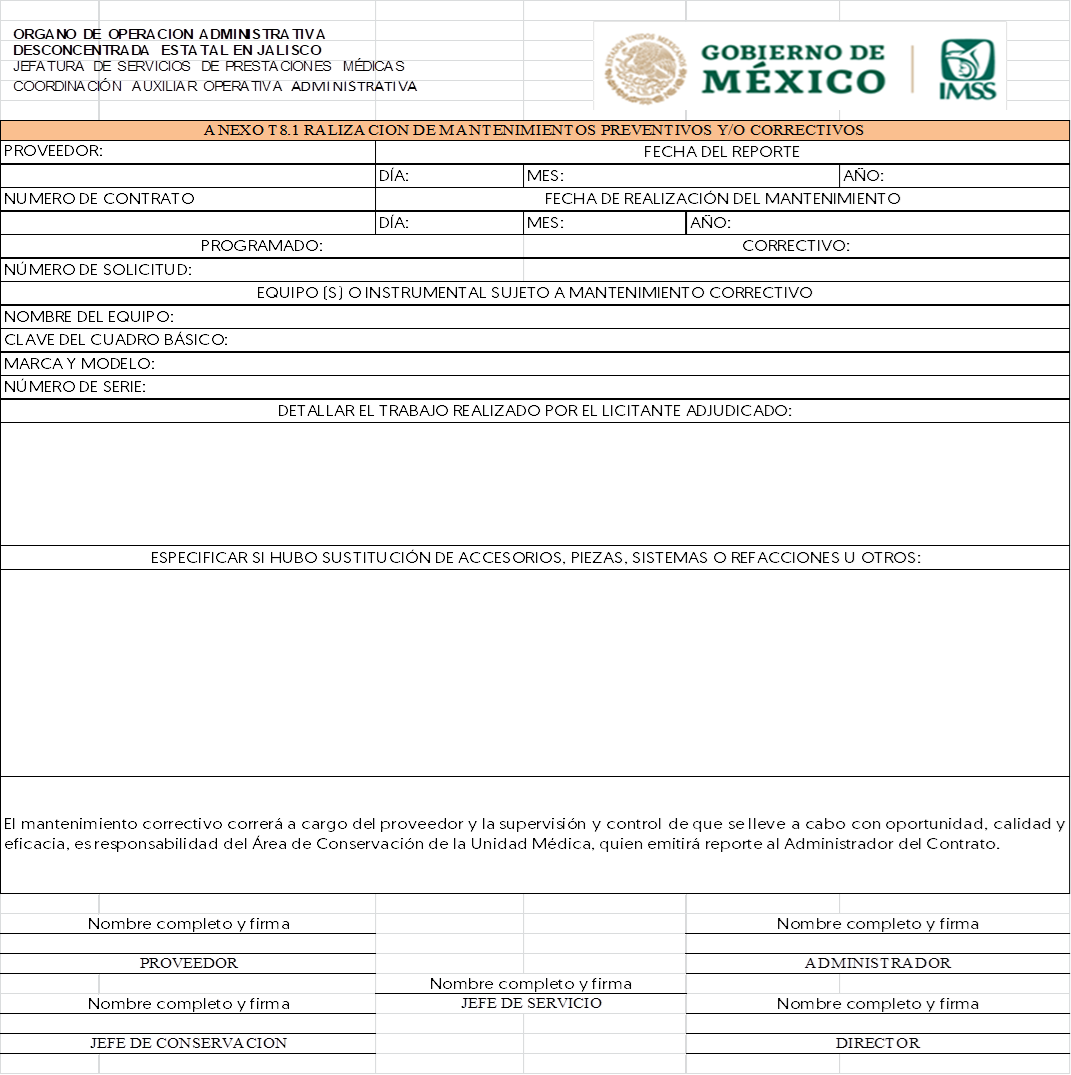 ORGANO DE OPERACION ADMINISTRATIVA
DESCONCENTRADA ESTATAL EN JALISCO
JEFATURA DE SERVICIOS DE PRESTACIONES MÉDICAS
COORDINACIÓN AUXILIAR OPERATIVA ADMINISTRATIVA
ESTADOS UNIDOS MEXICANOS
GOBIERNO DE
MÉXICO
IMSS
ANEXO T8.1 RALIZACION DE MANTENIMIENTOS PREVENTIVOS Y/O CORRECTIVOS
PROVEEDOR: FECHA DEL REPORTE
DÍA: MES: AÑO:
NUMERO DE CONTRATO FECHA DE REALIZACIÓN DEL MANTENIMIENTO
DÍA: MES: AÑO:
PROGRAMADO: CORRECTIVO:
NÚMERO DE SOLICITUD:
EQUIPO (S) O INSTRUMENTAL SUJETO A MANTENIMIENTO CORRECTIVO
NOMBRE DEL EQUIPO:
CLAVE DEL CUADRO BÁSICO:
MARCA Y MODELO:
NÚMERO DE SERIE:
DETALLAR EL TRABAJO REALIZADO POR EL LICITANTE ADJUDICADO:
ESPECIFICAR SI HUBO SUSTITUCIÓN DE ACCESORIOS, PIEZAS, SISTEMAS O REFACCIONES U OTROS:
El mantenimiento correctivo correrá a cargo del proveedor y la supervisión y control de que se lleve a cabo con oportunidad, calidad y
eficacia, es responsabilidad del Área de Conservación de la Unidad Médica, quien emitirá reporte al Administrador del Contrato.
Nombre completo y firma Nombre completo y firma
PROVEEDOR ADMINISTRADOR
Nombre completo y firma
Nombre completo y firma JEFE DE SERVICIO Nombre completo y firma
JEFE DE CONSERVACION DIRECTOR